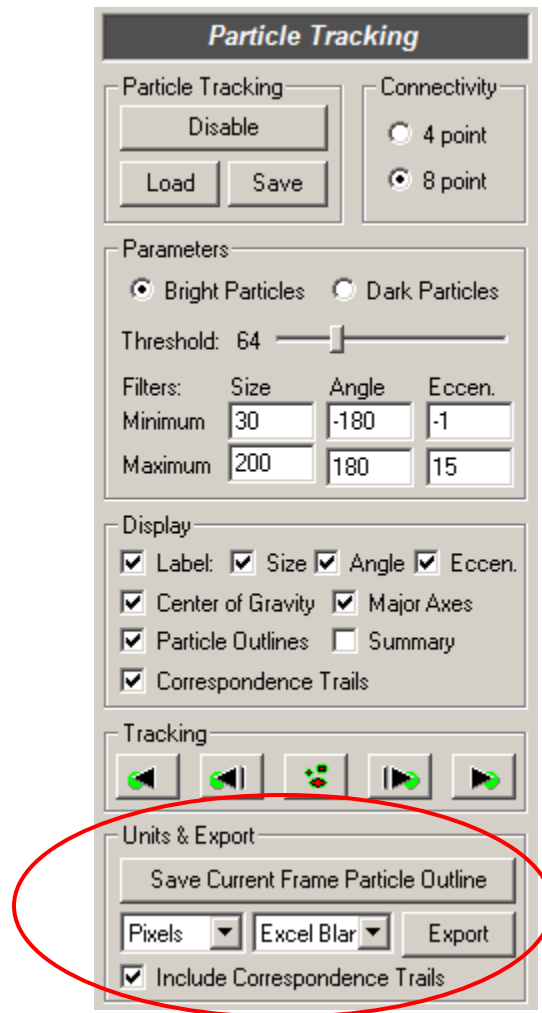 Particle Tracking
Particle Tracking
Disable
Load Save
Connectivity
4 point
8 point
Parameters
Bright Particles Dark Particles
Threshold: 64
Filters: Size Angle Eccen.
Minimum 30 -180 -1
Maximum 200 180 15
Display
Label: Size Angle Eccen.
Center of Gravity Major Axes
Particle Outlines Summary
Correspondence Trails
Tracking
Units & Export
Save Current Frame Particle Outline
Pixels Excel Blar Export
Include Correspondence Trails